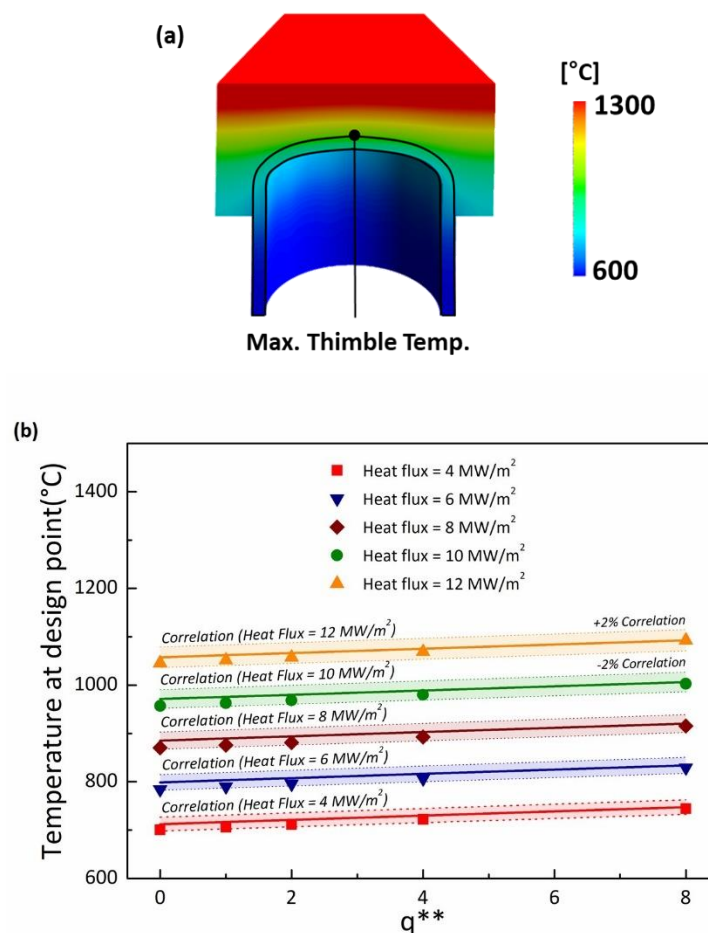 (a)
[°C]
1300
600
Max. Thimble Temp.
(b)
Temperature at design point(°C)
1400
1200
1000
800
600
Heat flux = 4 MW/m²
Heat flux = 6 MW/m²
Heat flux = 8 MW/m²
Heat flux = 10 MW/m²
Heat flux = 12 MW/m²
Correlation (Heat Flux = 12 MW/m²)
+2% Correlation
Correlation (Heat Flux = 10 MW/m²)
-2% Correlation
Correlation (Heat Flux = 8 MW/m²)
Correlation (Heat Flux = 6 MW/m²)
Correlation (Heat Flux = 4 MW/m²)
0 2 4 6 8
q**